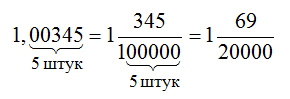 1,00345 = 1 345/100000 = 1 69/20000
5 штук 5 штук